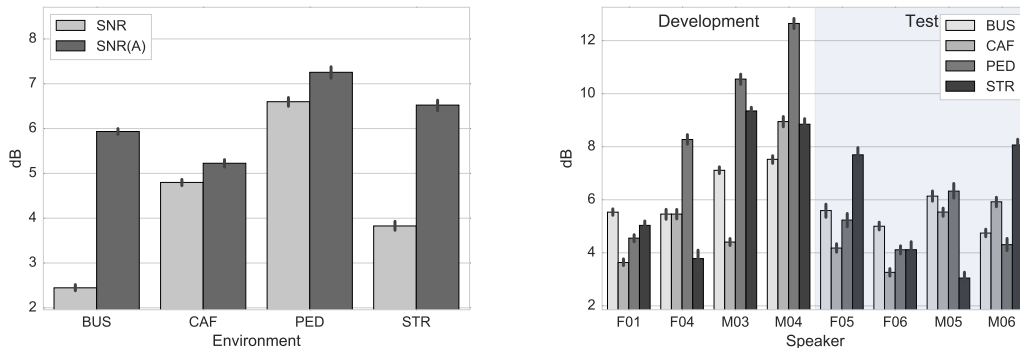 SNR
SNR(A)
8
7
6
5
4
3
2
dB
BUS CAF PED STR
Environment
Development Test
BUS
CAF
PED
STR
12
10
8
6
4
2
dB
F01 F04 M03 M04 F05 F06 M05 M06
Speaker